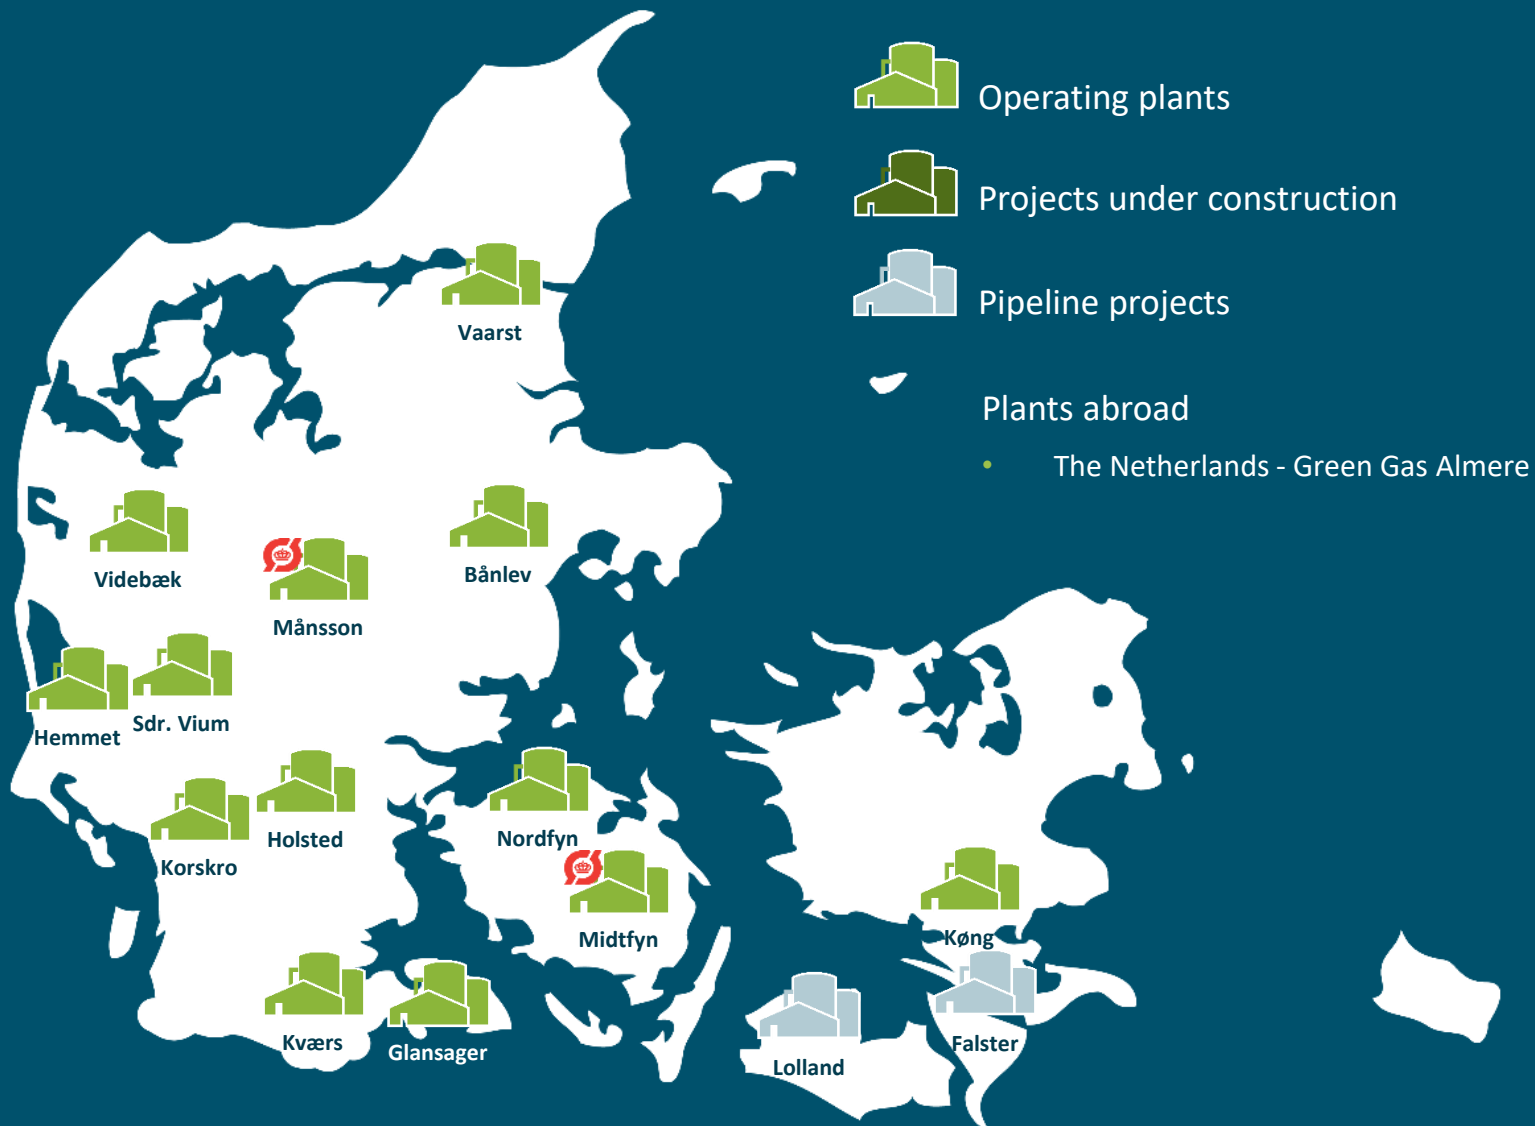 Operating plants
Projects under construction
Pipeline projects
Plants abroad
• The Netherlands - Green Gas Almere
Vaarst
Videbæk
Månsson
Bånlev
Hemmet
Sdr. Vium
Korskro
Holsted
Nordfyn
Midtfyn
Køng
Kværs
Glansager
Lolland
Falster